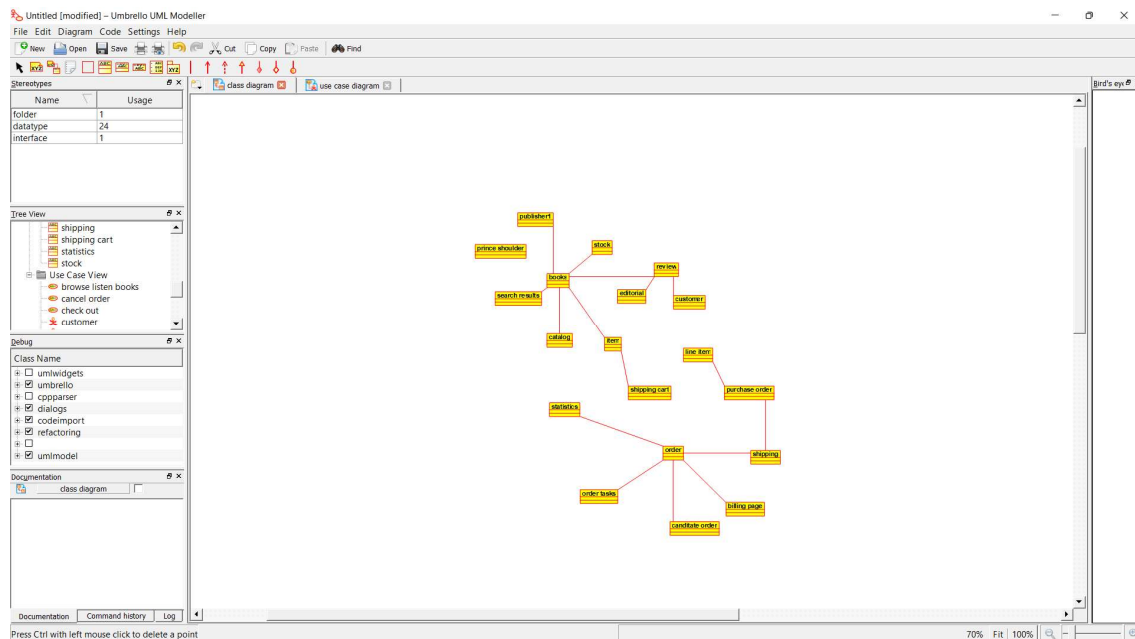 Untitled [modified] – Umbrello UML Modeller
File Edit Diagram Code Settings Help
New Open Save Cut Copy Paste Find
Stereotypes
class diagram use case diagram
Bird's eye
Name Usage
folder 1
datatype 24
interface 1
Tree View
shipping
shipping cart
statistics
stock
Use Case View
browse listen books
cancel order
check out
customer
Debug
Class Name
umlwidgets
umbrello
cppparser
dialogs
codeimport
refactoring
umlmodel
Documentation
class diagram
Documentation Command history Log
publisher1
prince shoulder
stock
review
books
search results
editorial
customer
catalog
item
line item
shipping cart
purchase order
statistics
order
shipping
order tasks
billing page
canditate order
Press Ctrl with left mouse click to delete a point
70% Fit 100%